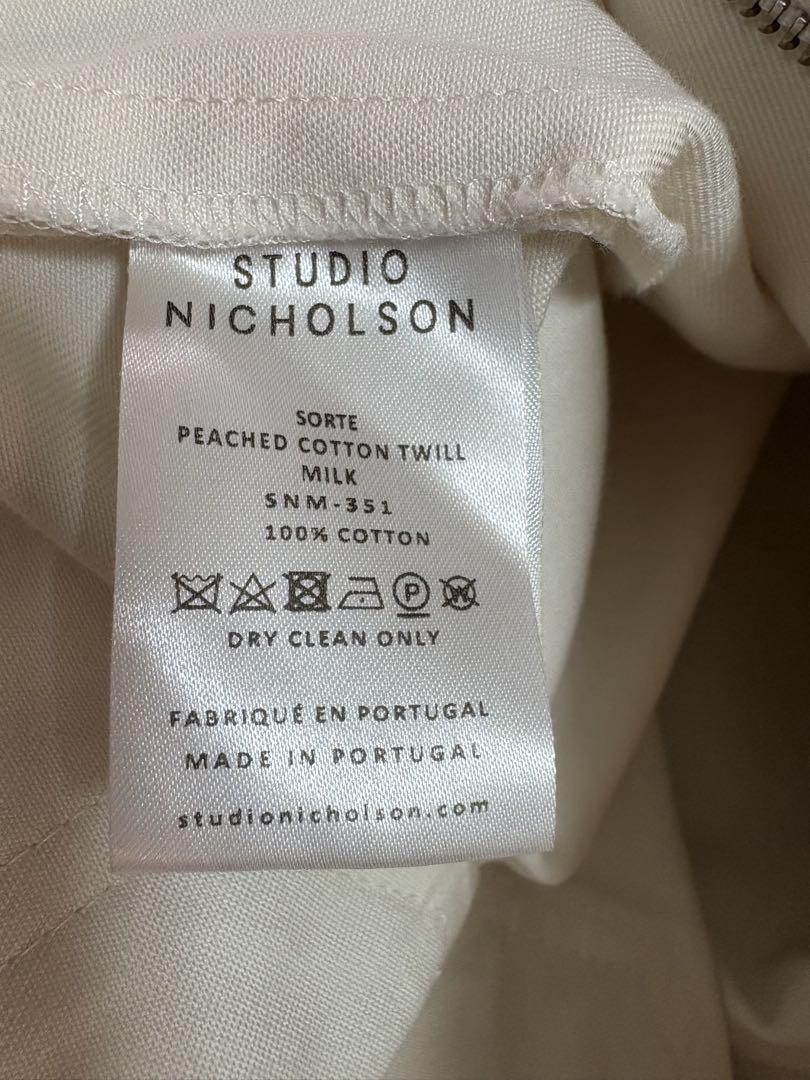 STUDIO
NICHOLSON
SORTE
PEACHED COTTON TWILL
MILK
SNM-351
100% COTTON
P W
DRY CLEAN ONLY
FABRIQUÉ EN PORTUGAL
MADE IN PORTUGAL
studionicholson.com